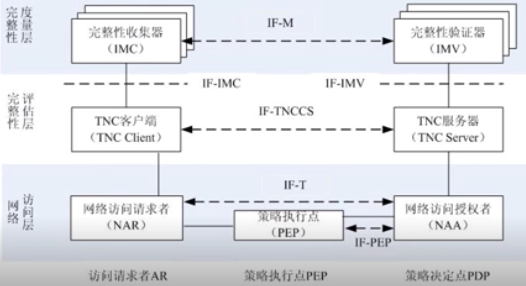 完整性
度量层
完整性收集器
（IMC）
IF-M
完整性验证器
（IMV）
IF-IMC
IF-IMV
完整性
评估层
TNC客户端
（TNC Client）
IF-TNCCS
TNC服务器
（TNC Server）
网络
访问层
IF-T
网络访问请求者
（NAR）
策略执行点
（PEP）
网络访问授权者
（NAA）
IF-PEP
访问请求者AR
策略执行点PEP
策略决定点PDP